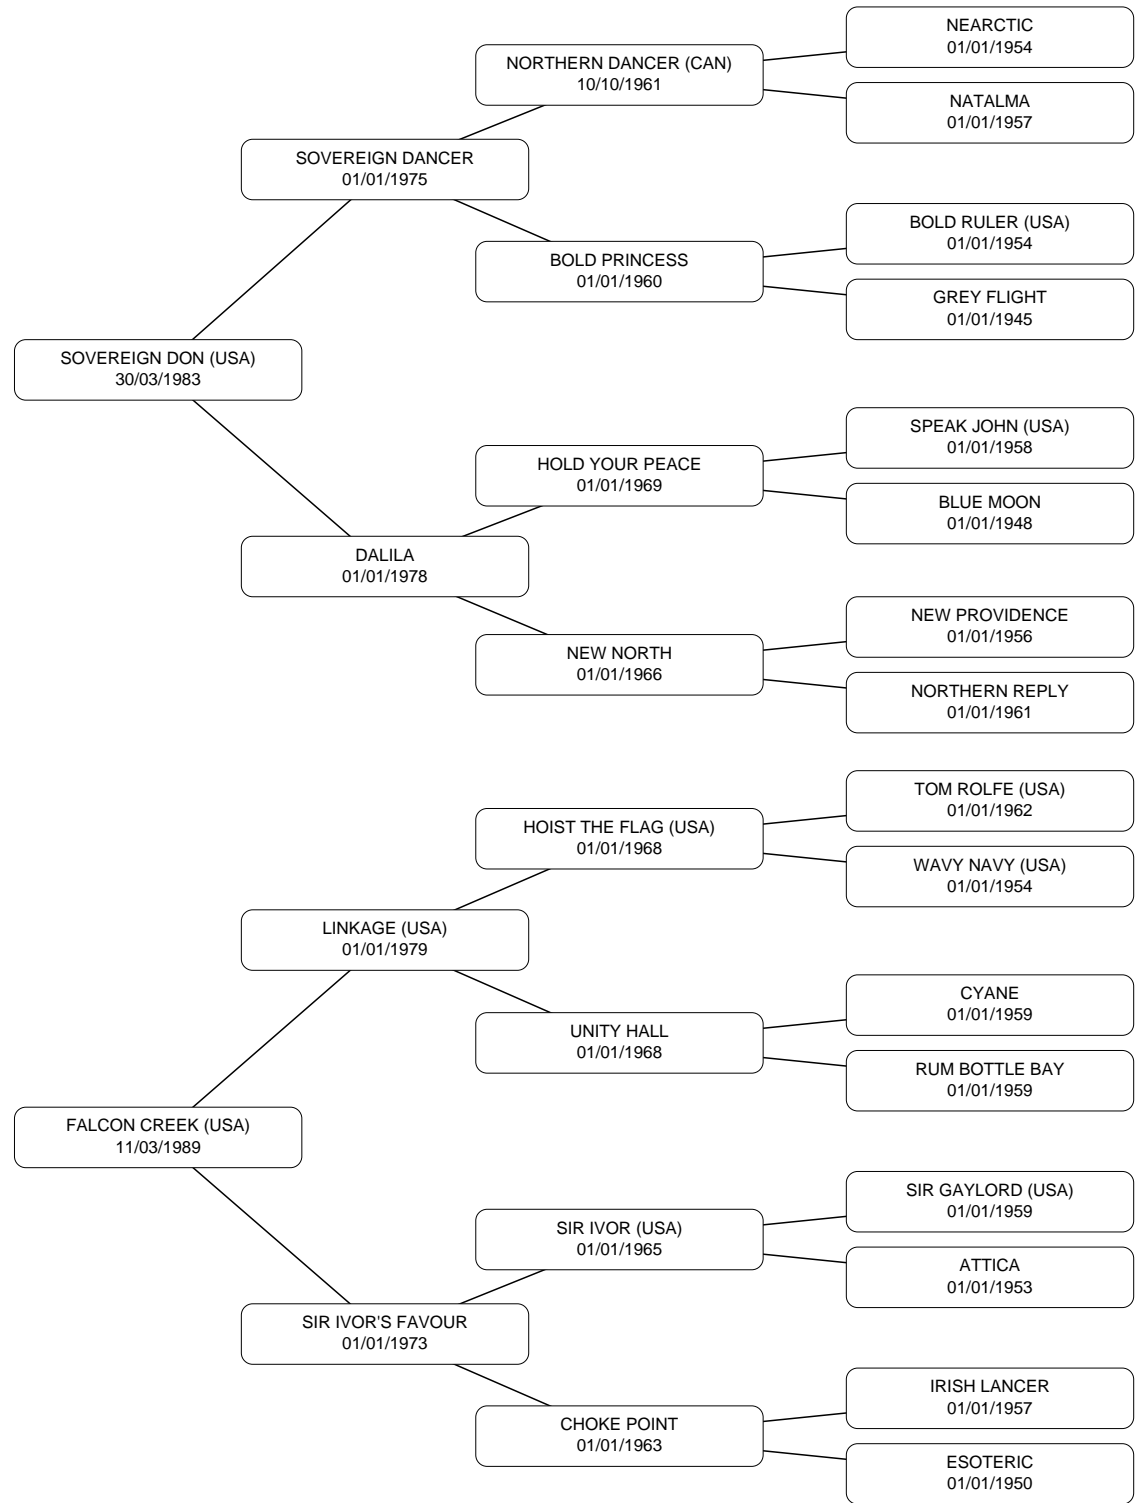 NEARCTIC
01/01/1954
NORTHERN DANCER (CAN)
10/10/1961
NATALMA
01/01/1957
SOVEREIGN DANCER
01/01/1975
BOLD RULER (USA)
01/01/1954
BOLD PRINCESS
01/01/1960
GREY FLIGHT
01/01/1945
SOVEREIGN DON (USA)
30/03/1983
SPEAK JOHN (USA)
01/01/1958
HOLD YOUR PEACE
01/01/1969
BLUE MOON
01/01/1948
DALILA
01/01/1978
NEW PROVIDENCE
01/01/1956
NEW NORTH
01/01/1966
NORTHERN REPLY
01/01/1961
TOM ROLFE (USA)
01/01/1962
HOIST THE FLAG (USA)
01/01/1968
WAVY NAVY (USA)
01/01/1954
LINKAGE (USA)
01/01/1979
CYANE
01/01/1959
UNITY HALL
01/01/1968
RUM BOTTLE BAY
01/01/1959
FALCON CREEK (USA)
11/03/1989
SIR GAYLORD (USA)
01/01/1959
SIR IVOR (USA)
01/01/1965
ATTICA
01/01/1953
SIR IVOR'S FAVOUR
01/01/1973
IRISH LANCER
01/01/1957
CHOKE POINT
01/01/1963
ESOTERIC
01/01/1950